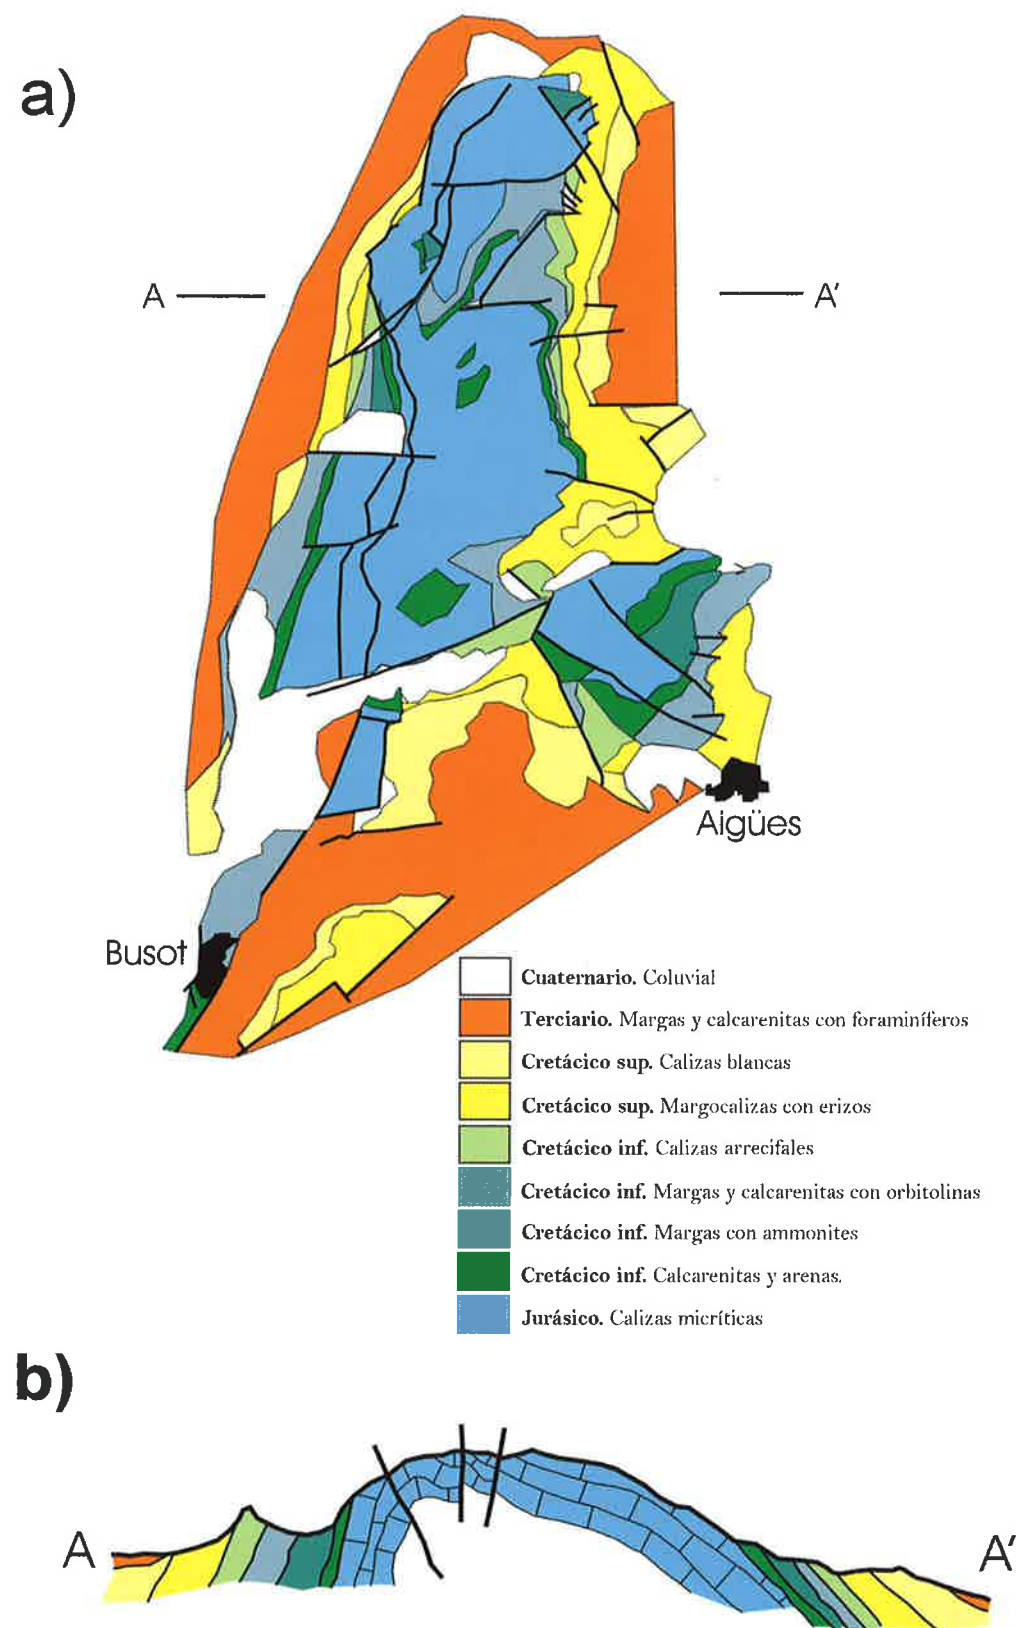 a)
A
A'
Aigües
Busot
Cuaternario. Coluvial
Terciario. Margas y calcarenitas con foraminíferos
Cretácico sup. Calizas blancas
Cretácico sup. Margocalizas con erizos
Cretácico inf. Calizas arrecifales
Cretácico inf. Margas y calcarenitas con orbitolinas
Cretácico inf. Margas con ammonites
Cretácico inf. Calcarenitas y arenas.
Jurásico. Calizas micríticas
b)
A
A'